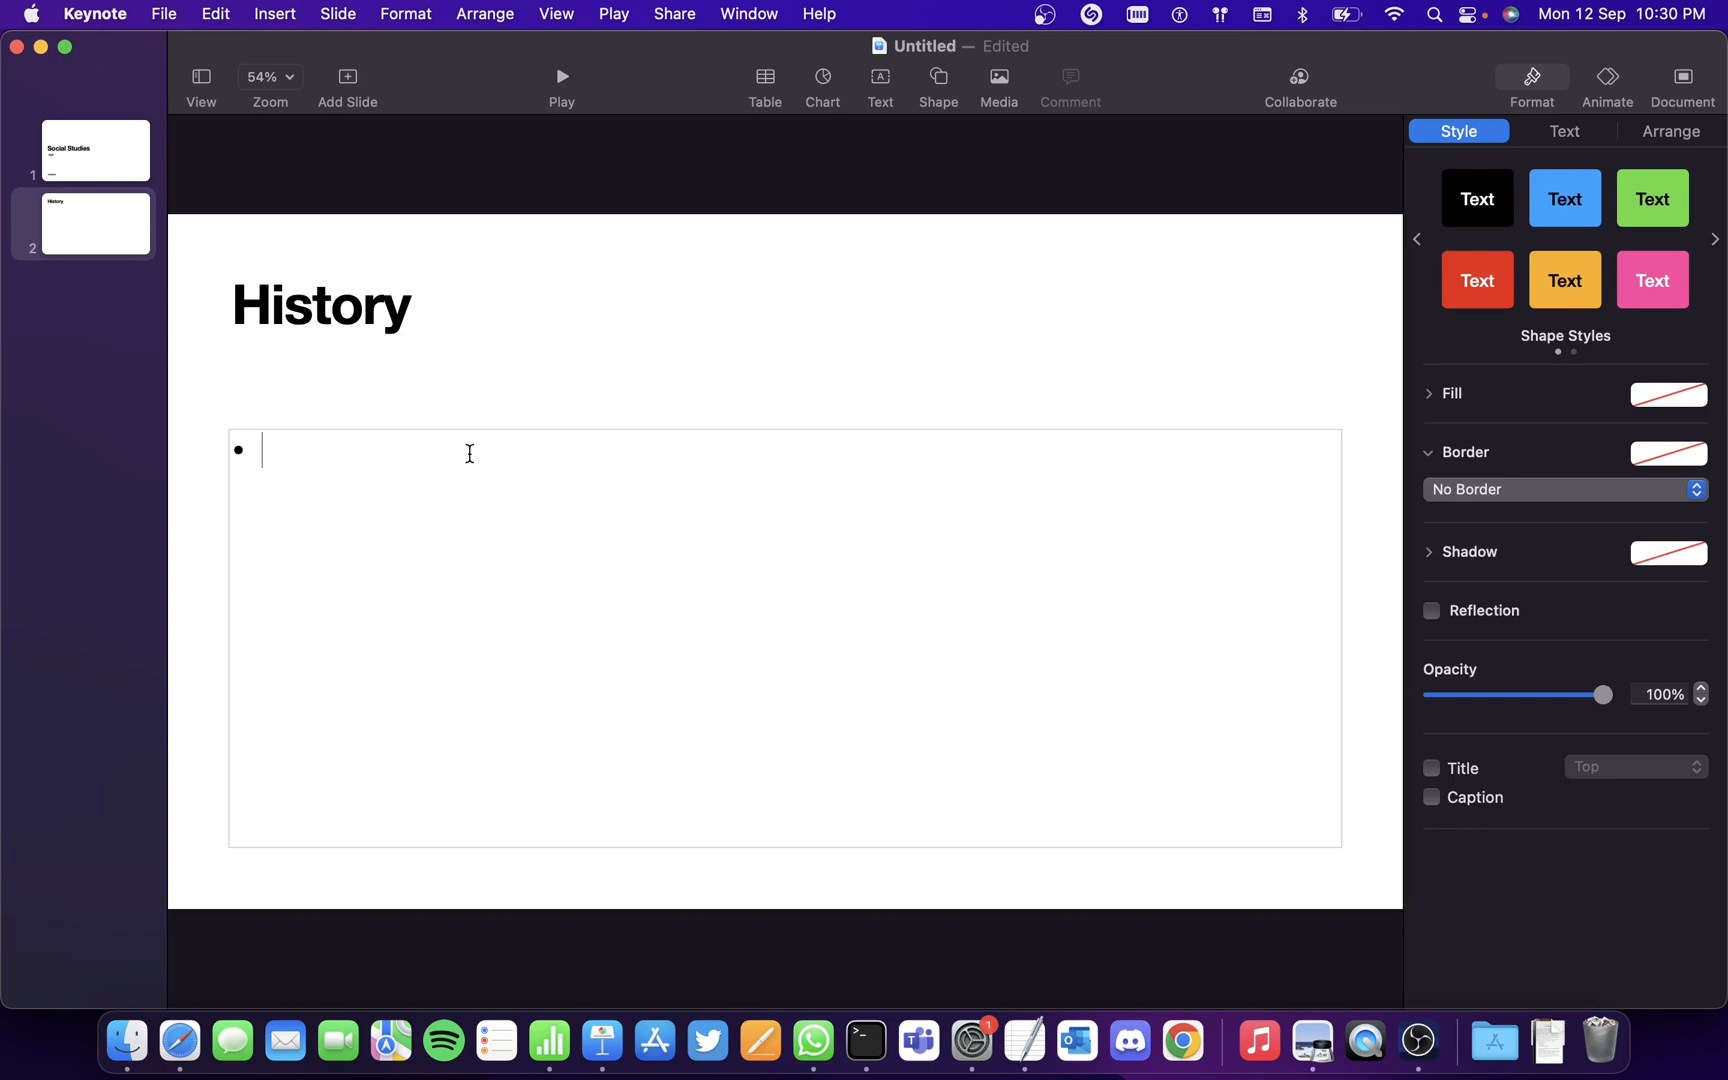 Keynote File Edit Insert Slide Format Arrange View Play Share Window Help Mon 12 Sep 10:30 PM
Untitled — Edited
54%
View Zoom Add Slide Play Table Chart Text Shape Media Comment Collaborate Format Animate Document
Style Text Arrange
Social Studies
1
History
2
History
•
Text Text Text
Text Text Text
Shape Styles
Fill
Border
No Border
Shadow
Reflection
Opacity
100%
Title Top
Caption
1